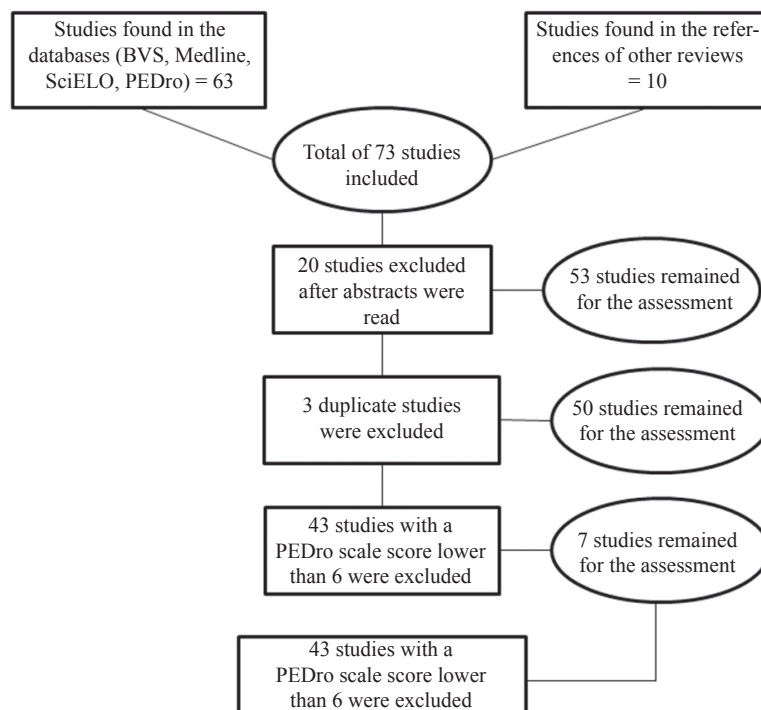 Studies found in the
databases (BVS, Medline,
SciELO, PEDro) = 63
Studies found in the refer-
ences of other reviews
= 10
Total of 73 studies
included
20 studies excluded
after abstracts were
read
53 studies remained
for the assessment
3 duplicate studies
were excluded
50 studies remained
for the assessment
43 studies with a
PEDro scale score lower
than 6 were excluded
7 studies remained
for the assessment
43 studies with a
PEDro scale score lower
than 6 were excluded